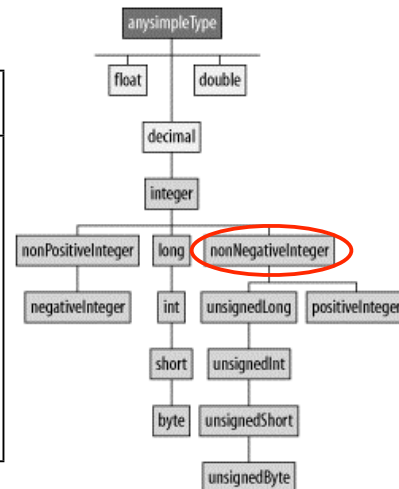 anysimpleType
float double
decimal
integer
nonPositiveInteger long nonNegativeInteger
negativeInteger int unsignedLong positiveInteger
short unsignedInt
byte unsignedShort
unsignedByte